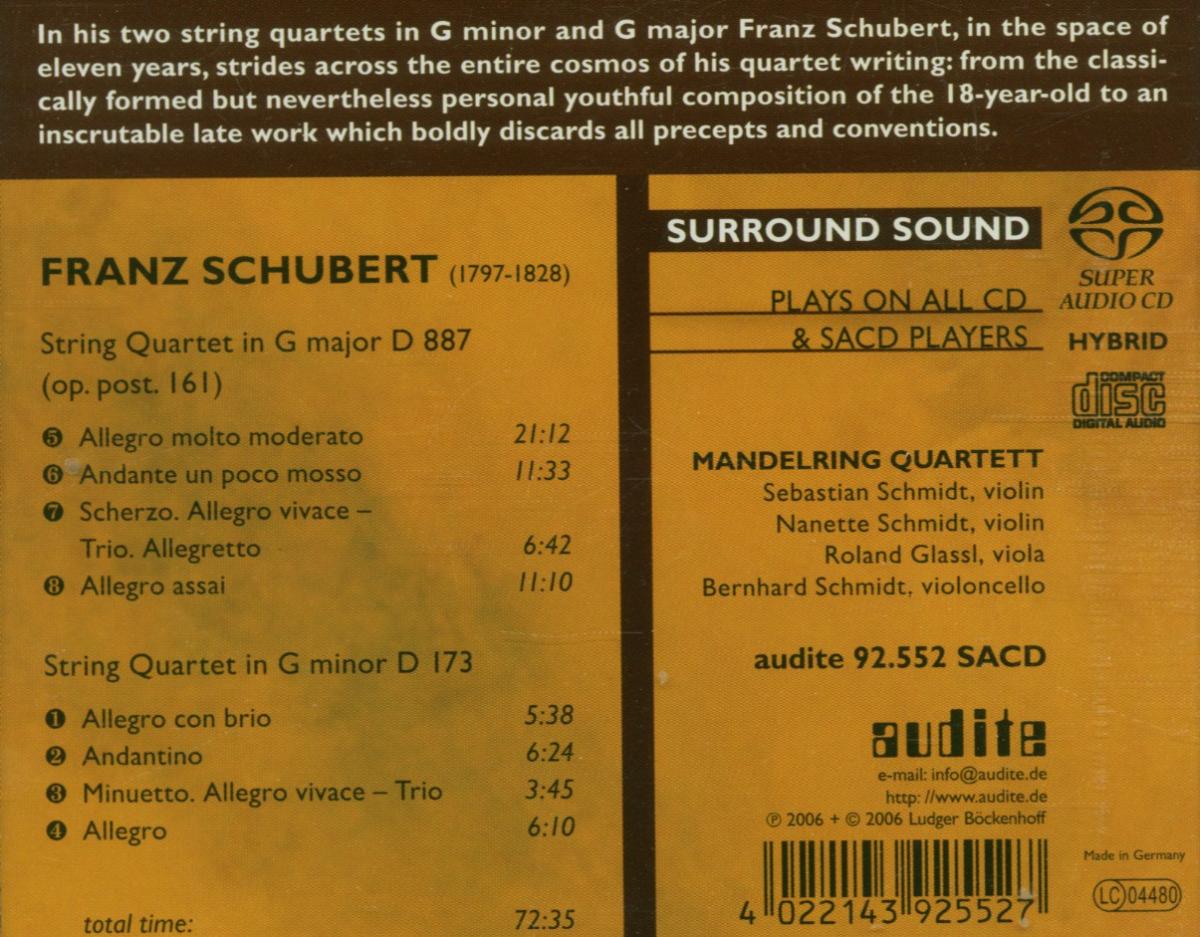 In his two string quartets in G minor and G major Franz Schubert, in the space of
eleven years, strides across the entire cosmos of his quartet writing: from the classi-
cally formed but nevertheless personal youthful composition of the 18-year-old to an
inscrutable late work which boldly discards all precepts and conventions.
FRANZ SCHUBERT (1797-1828)
String Quartet in G major D 887
(op. post. 161)
❺ Allegro molto moderato 21:12
❻ Andante un poco mosso 11:33
❼ Scherzo. Allegro vivace –
Trio. Allegretto 6:42
❽ Allegro assai 11:10
String Quartet in G minor D 173
❶ Allegro con brio 5:38
❷ Andantino 6:24
❸ Minuetto. Allegro vivace – Trio 3:45
❹ Allegro 6:10
total time: 72:35
SURROUND SOUND
PLAYS ON ALL CD
& SACD PLAYERS
SUPER
AUDIO CD
HYBRID
COMPACT
disc
DIGITAL AUDIO
MANDELRING QUARTETT
Sebastian Schmidt, violin
Nanette Schmidt, violin
Roland Glassl, viola
Bernhard Schmidt, violoncello
audite 92.552 SACD
audite
e-mail: info@audite.de
http: //www.audite.de
℗ 2006 + © 2006 Ludger Böckenhoff
4 022143 925527
Made in Germany
LC 04480